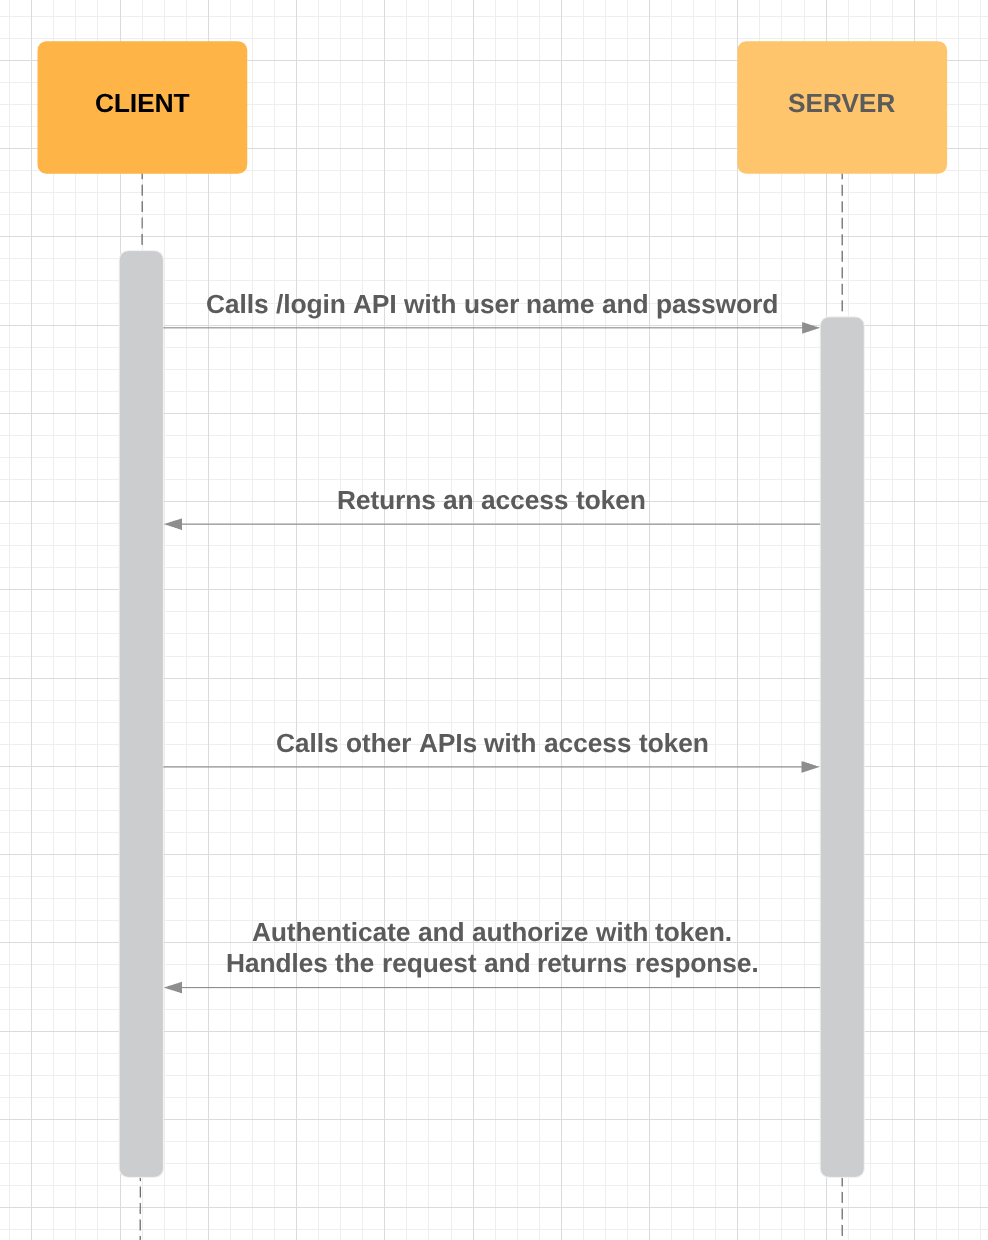 CLIENT
SERVER
Calls /login API with user name and password
Returns an access token
Calls other APIs with access token
Authenticate and authorize with token.
Handles the request and returns response.